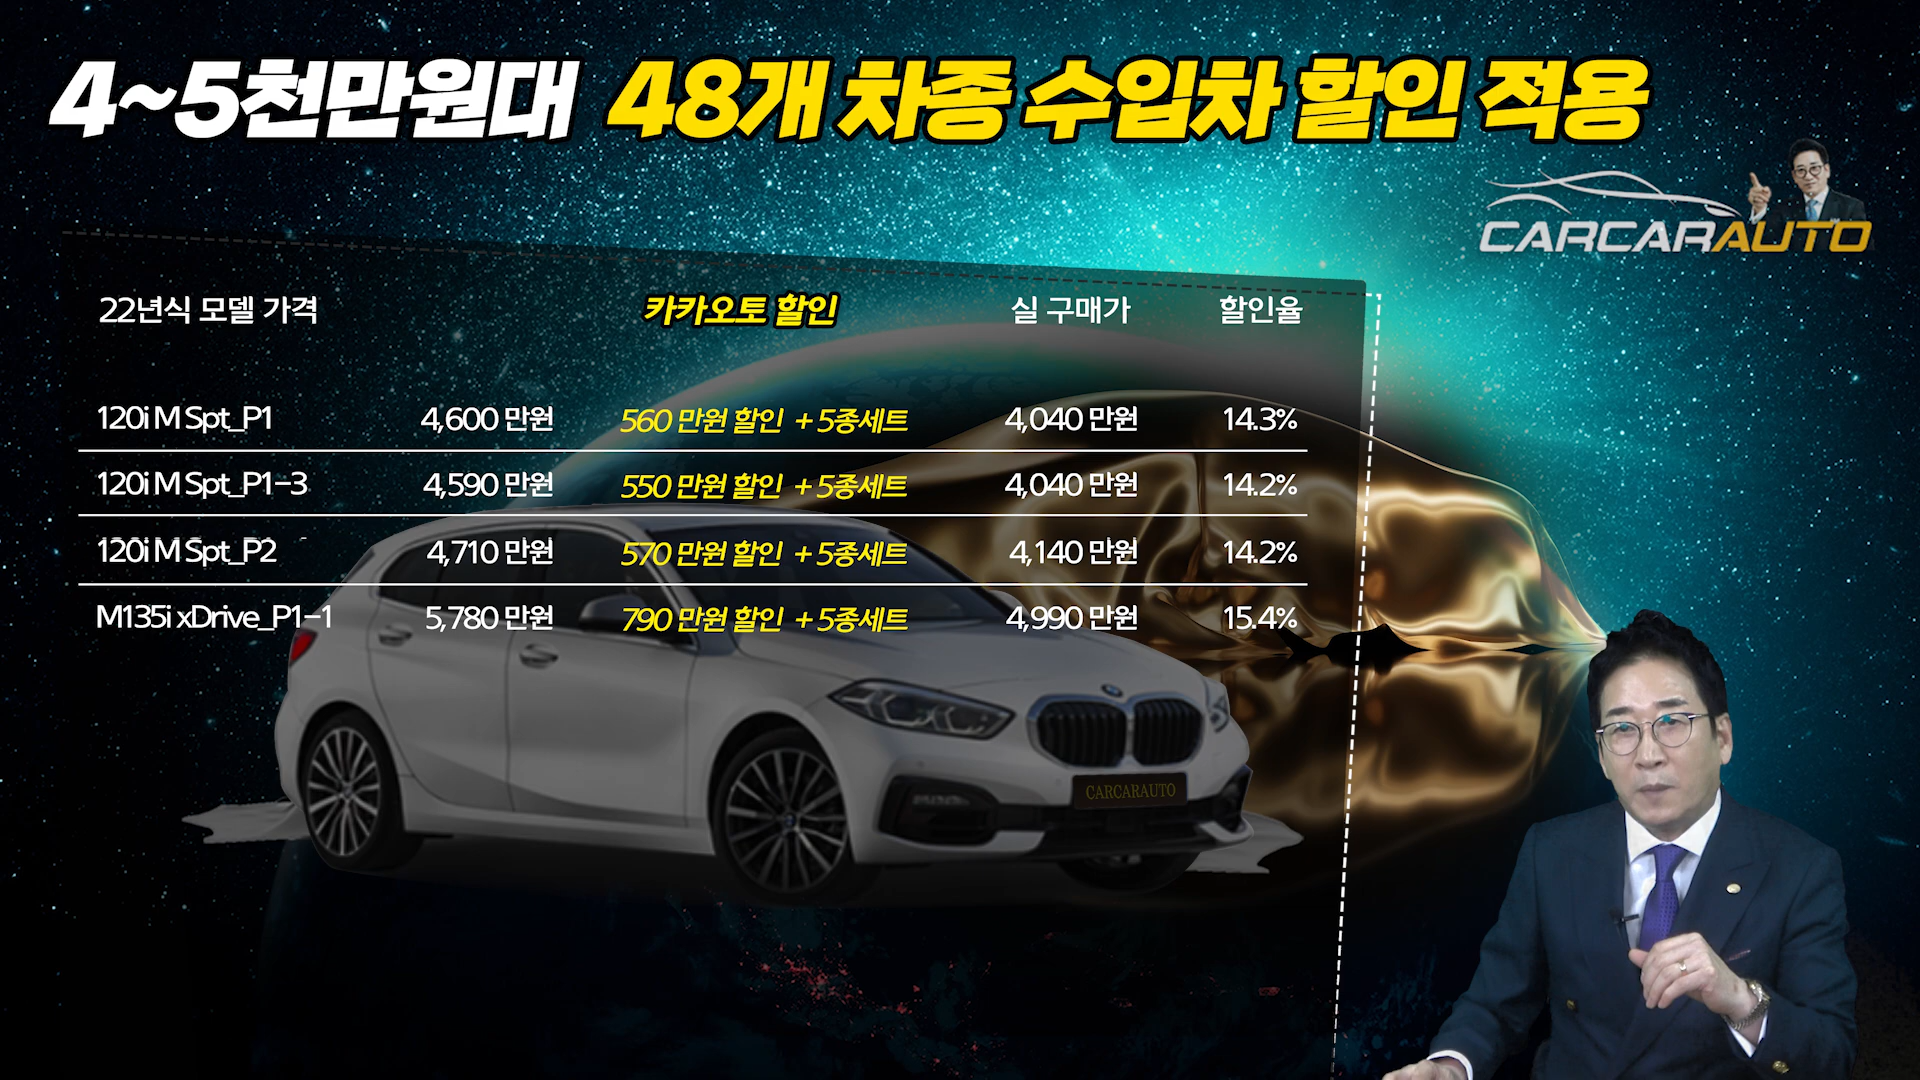 4~5천만원대 48개 차종 수입차 할인 적용
CARCARAUTO
22년식 모델 가격 카카오토 할인 실 구매가 할인율
120i M Spt_P1 4,600 만원 560 만원 할인 + 5종세트 4,040 만원 14.3%
120i M Spt_P1-3 4,590 만원 550 만원 할인 + 5종세트 4,040 만원 14.2%
120i M Spt_P2 4,710 만원 570 만원 할인 + 5종세트 4,140 만원 14.2%
M135i xDrive_P1-1 5,780 만원 790 만원 할인 + 5종세트 4,990 만원 15.4%
CARCARAUTO